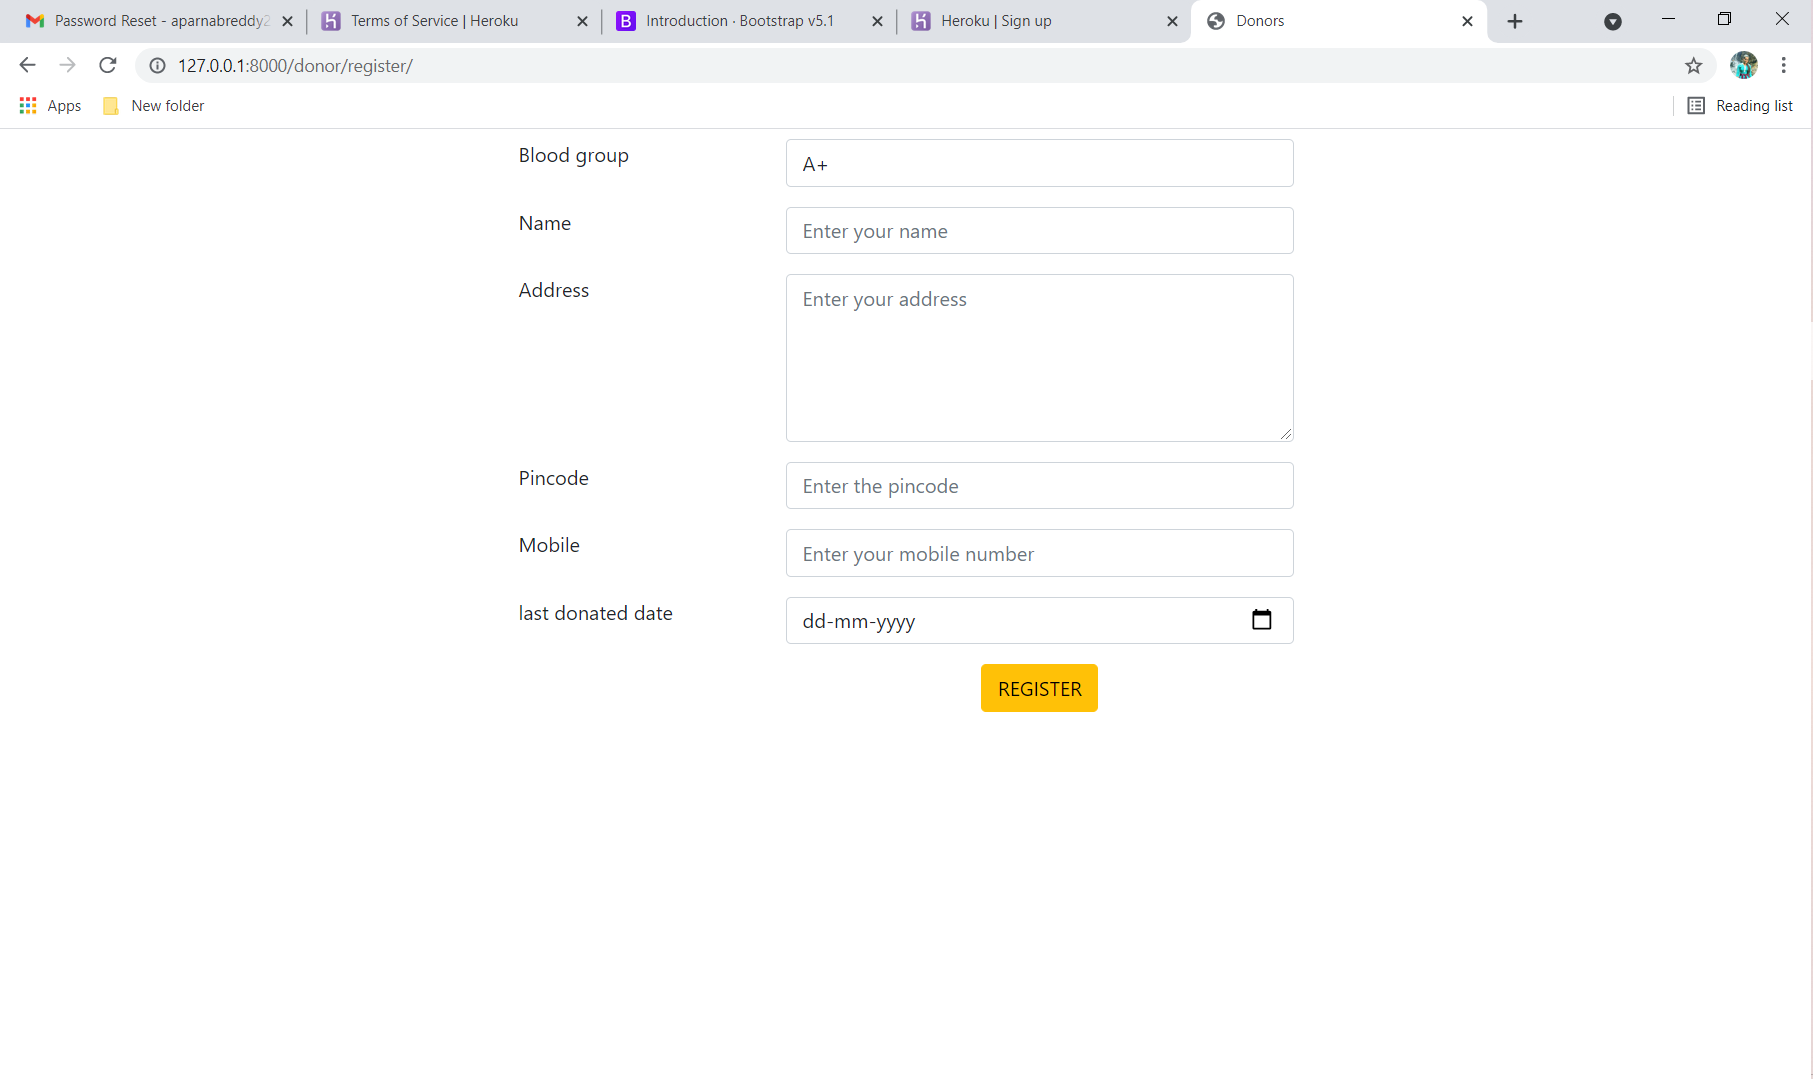 Password Reset - aparnabreddy2
Terms of Service | Heroku
Introduction · Bootstrap v5.1
Heroku | Sign up
Donors
127.0.0.1:8000/donor/register/
Apps
New folder
Reading list
Blood group
A+
Name
Enter your name
Address
Enter your address
Pincode
Enter the pincode
Mobile
Enter your mobile number
last donated date
dd-mm-yyyy
REGISTER